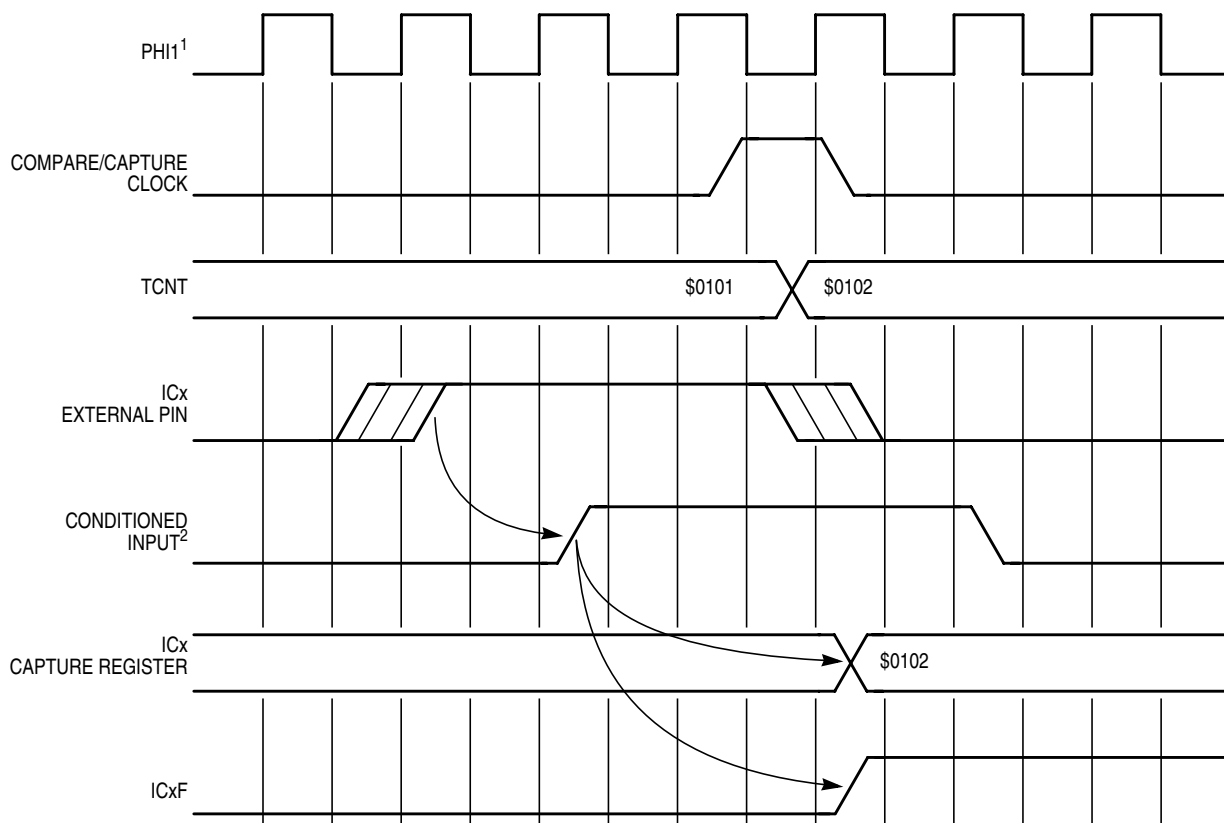 PHI1¹
COMPARE/CAPTURE
CLOCK
TCNT
$0101
$0102
ICx
EXTERNAL PIN
CONDITIONED
INPUT²
ICx
CAPTURE REGISTER
$0102
ICxF